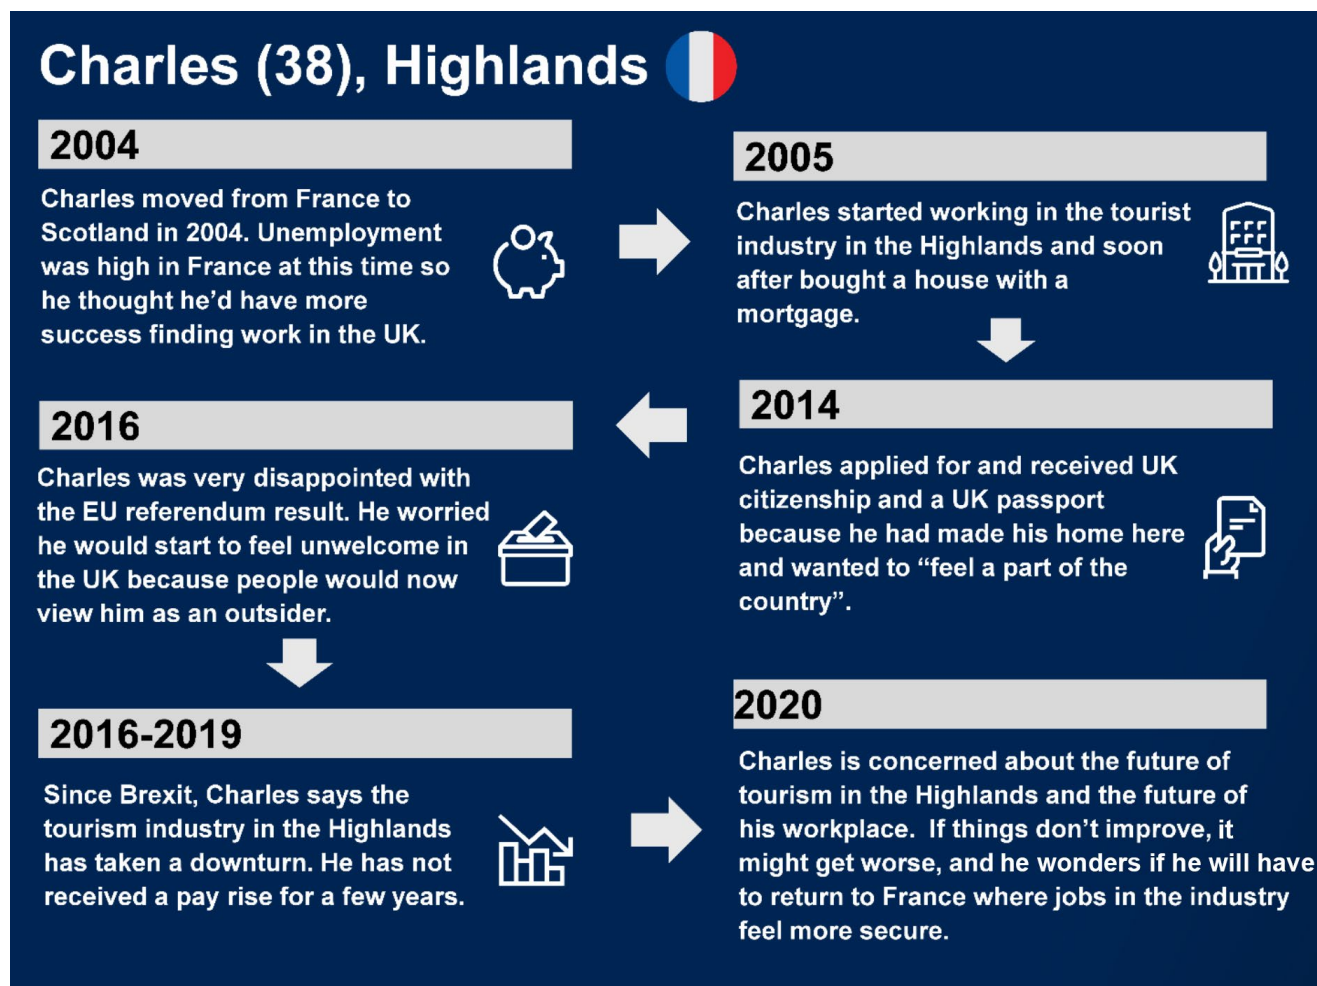 Charles (38), Highlands
2004
Charles moved from France to
Scotland in 2004. Unemployment
was high in France at this time so
he thought he’d have more
success finding work in the UK.
2005
Charles started working in the tourist
industry in the Highlands and soon
after bought a house with a
mortgage.
2014
Charles applied for and received UK
citizenship and a UK passport
because he had made his home here
and wanted to “feel a part of the
country”.
2016
Charles was very disappointed with
the EU referendum result. He worried
he would start to feel unwelcome in
the UK because people would now
view him as an outsider.
2016-2019
Since Brexit, Charles says the
tourism industry in the Highlands
has taken a downturn. He has not
received a pay rise for a few years.
2020
Charles is concerned about the future of
tourism in the Highlands and the future of
his workplace.  If things don’t improve, it
might get worse, and he wonders if he will have
to return to France where jobs in the industry
feel more secure.